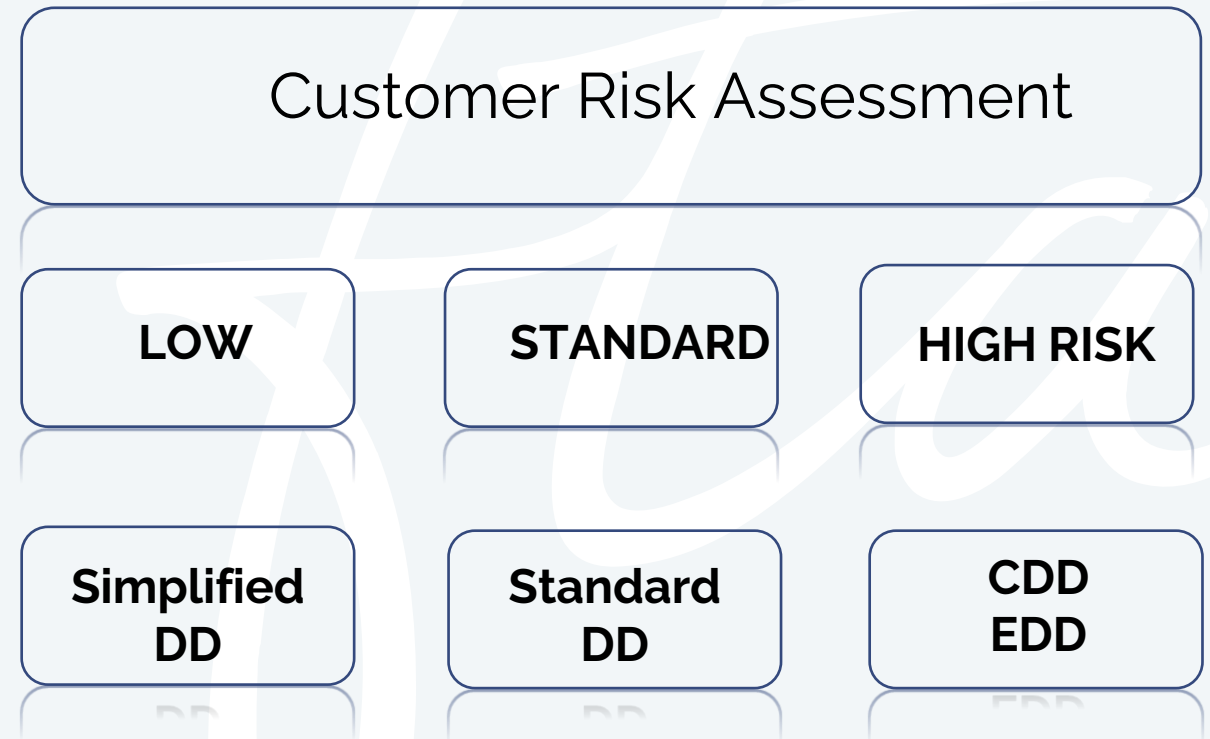 Customer Risk Assessment
LOW
STANDARD
HIGH RISK
Simplified
DD
Standard
DD
CDD
EDD